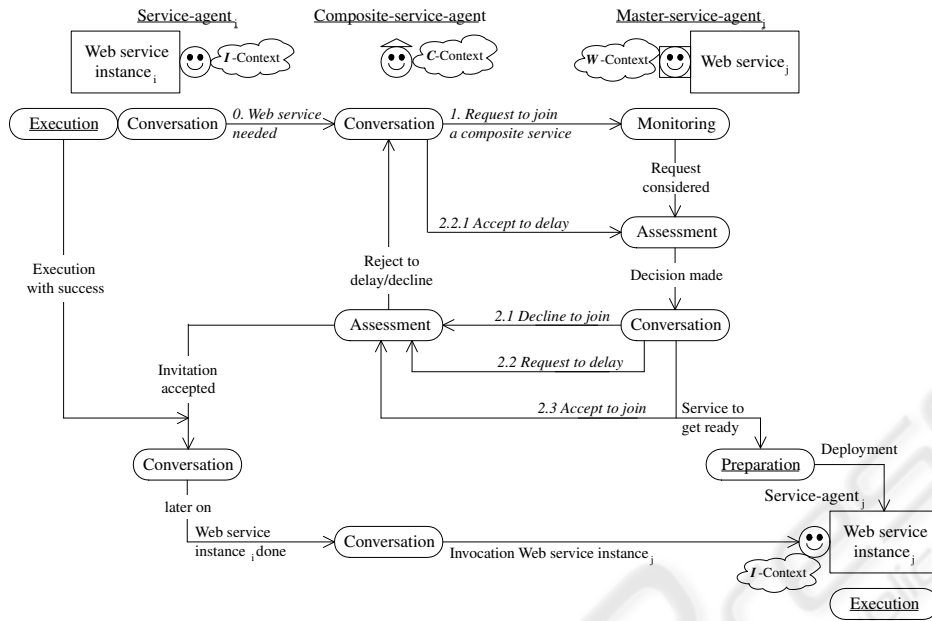 Service-agent i
Composite-service-agent
Master-service-agent j
Web service
instance i
I-Context
C-Context
W-Context
Web service j
Execution
Conversation
0. Web service
needed
Conversation
1. Request to join
a composite service
Monitoring
Request
considered
2.2.1 Accept to delay
Assessment
Execution
with success
Reject to
delay/decline
Decision made
Assessment
2.1 Decline to join
Conversation
2.2 Request to delay
Invitation
accepted
2.3 Accept to join
Service to
get ready
Conversation
Preparation
Deployment
Service-agent j
later on
Web service
instance i done
Conversation
Invocation Web service instance j
Web service
instance j
I-Context
Execution